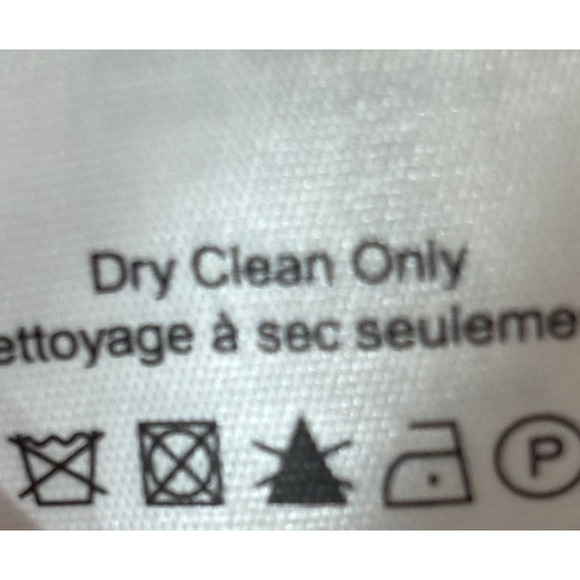 Dry Clean Only
ettoyage à sec seuleme
P